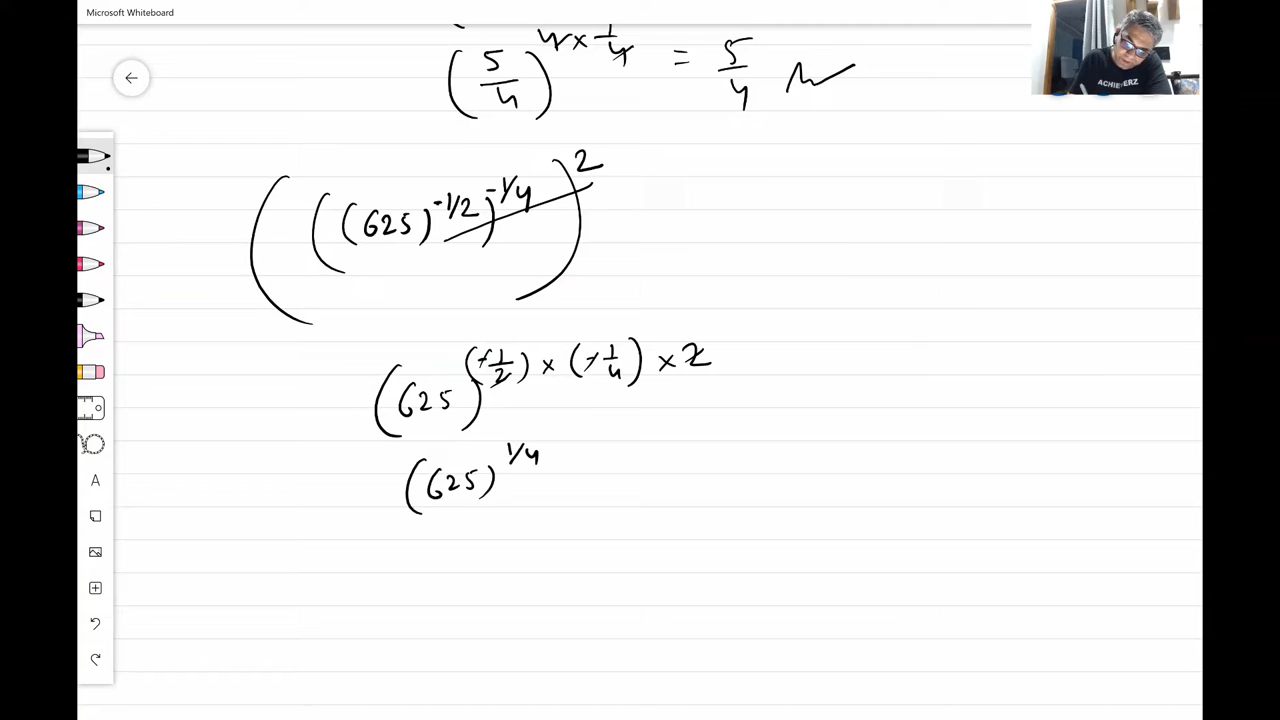 Microsoft Whiteboard
(5/4)^(4 × 1/4) = 5/4
ACHIEVERZ
(((625)^(-1/2))^(-1/4))^2
(625)^((-1/2) × (-1/4) × 2)
(625)^(1/4)
A